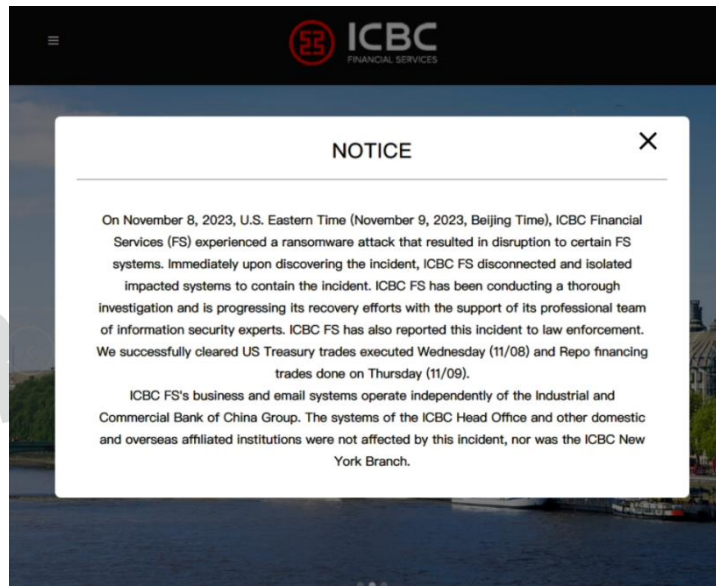 ICBC
FINANCIAL SERVICES
NOTICE
On November 8, 2023, U.S. Eastern Time (November 9, 2023, Beijing Time), ICBC Financial
Services (FS) experienced a ransomware attack that resulted in disruption to certain FS
systems. Immediately upon discovering the incident, ICBC FS disconnected and isolated
impacted systems to contain the incident. ICBC FS has been conducting a thorough
investigation and is progressing its recovery efforts with the support of its professional team
of information security experts. ICBC FS has also reported this incident to law enforcement.
We successfully cleared US Treasury trades executed Wednesday (11/08) and Repo financing
trades done on Thursday (11/09).
ICBC FS's business and email systems operate independently of the Industrial and
Commercial Bank of China Group. The systems of the ICBC Head Office and other domestic
and overseas affiliated institutions were not affected by this incident, nor was the ICBC New
York Branch.